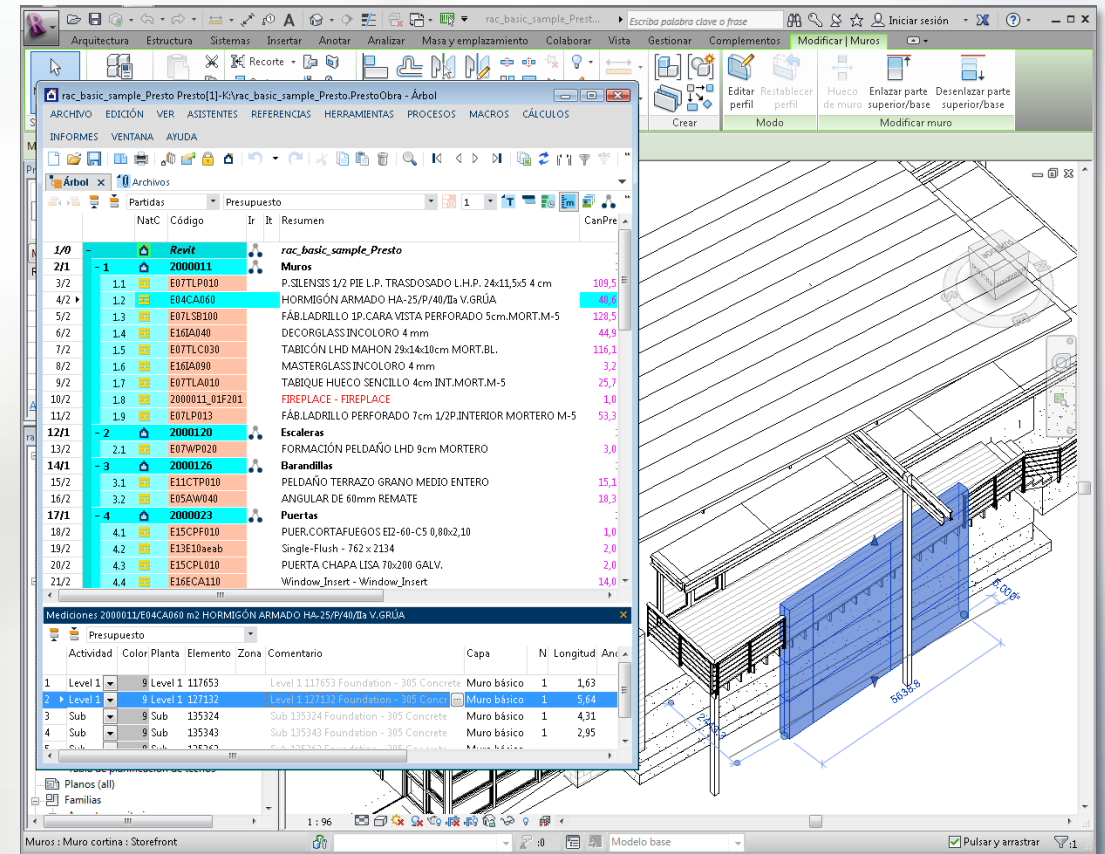 rac_basic_sample_Prest...
Escriba palabra clave o frase
Iniciar sesión
Arquitectura Estructura Sistemas Insertar Anotar Analizar Masa y emplazamiento Colaborar Vista Gestionar Complementos Modificar | Muros
Recorte
Editar perfil
Restablecer perfil
Hueco de muro
Enlazar parte superior/base
Desenlazar parte superior/base
Crear
Modo
Modificar muro
rac_basic_sample_Presto Presto[1]-K:\rac_basic_sample_Presto.PrestoObra - Árbol
ARCHIVO EDICIÓN VER ASISTENTES REFERENCIAS HERRAMIENTAS PROCESOS MACROS CÁLCULOS
INFORMES VENTANA AYUDA
Árbol x Archivos
Partidas Presupuesto 1
NatC Código Ir It Resumen CanPre
1/0 - Revit rac_basic_sample_Presto
2/1 - 1 2000011 Muros
3/2 1.1 E07TLP010 P.SILENSIS 1/2 PIE L.P. TRASDOSADO L.H.P. 24x11,5x5 4 cm 109,5
4/2 1.2 E04CA060 HORMIGÓN ARMADO HA-25/P/40/IIa V.GRÚA 48,6
5/2 1.3 E07LSB100 FÁB.LADRILLO 1P.CARA VISTA PERFORADO 5cm.MORT.M-5 128,5
6/2 1.4 E16IA040 DECORGLASS INCOLORO 4 mm 44,9
7/2 1.5 E07TLC030 TABICÓN LHD MAHON 29x14x10cm MORT.BL. 116,1
8/2 1.6 E16IA090 MASTERGLASS INCOLORO 4 mm 3,2
9/2 1.7 E07TLA010 TABIQUE HUECO SENCILLO 4cm INT.MORT.M-5 25,7
10/2 1.8 2000011_01F201 FIREPLACE - FIREPLACE 1,0
11/2 1.9 E07LP013 FÁB.LADRILLO PERFORADO 7cm 1/2P.INTERIOR MORTERO M-5 53,3
12/1 - 2 2000120 Escaleras
13/2 2.1 E07WP020 FORMACIÓN PELDAÑO LHD 9cm MORTERO 3,0
14/1 - 3 2000126 Barandillas
15/2 3.1 E11CTP010 PELDAÑO TERRAZO GRANO MEDIO ENTERO 15,1
16/2 3.2 E05AW040 ANGULAR DE 60mm REMATE 18,3
17/1 - 4 2000023 Puertas
18/2 4.1 E15CPF010 PUER.CORTAFUEGOS EI2-60-C5 0,80x2,10 1,0
19/2 4.2 E13E10aeab Single-Flush - 762 x 2134 2,0
20/2 4.3 E15CPL010 PUERTA CHAPA LISA 70x200 GALV. 2,0
21/2 4.4 E16ECA110 Window_Insert - Window_Insert 14,0
Mediciones 2000011/E04CA060 m2 HORMIGÓN ARMADO HA-25/P/40/IIa V.GRÚA
Presupuesto
Actividad Color Planta Elemento Zona Comentario Capa N Longitud Anc
1 Level 1 9 Level 1 117653 Level 1 117653 Foundation - 305 Concrete Muro básico 1 1,63
2 Level 1 9 Level 1 127132 Level 1 127132 Foundation - 305 Concr ... Muro básico 1 5,64
3 Sub 9 Sub 135324 Sub 135324 Foundation - 305 Concrete Muro básico 1 4,31
4 Sub 9 Sub 135343 Sub 135343 Foundation - 305 Concrete Muro básico 1 2,95
Planos (all)
Familias
1
5638.8
1 : 96
Muros : Muro cortina : Storefront
:0
Modelo base
Pulsar y arrastrar
:1